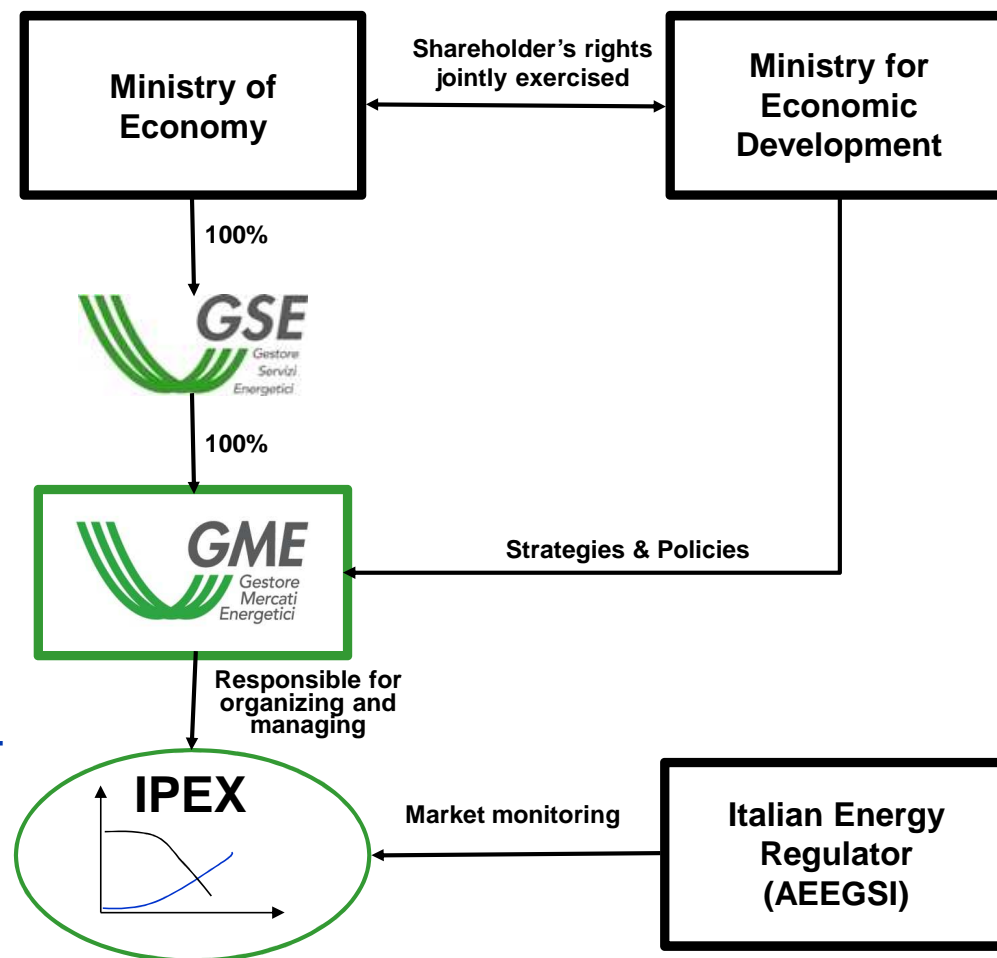 Shareholder's rights
jointly exercised
Ministry of
Economy
Ministry for
Economic
Development
100%
GSE
Gestore
Servizi
Energetici
100%
GME
Gestore
Mercati
Energetici
Strategies & Policies
Responsible for
organizing and
managing
IPEX
Market monitoring
Italian Energy
Regulator
(AEEGSI)